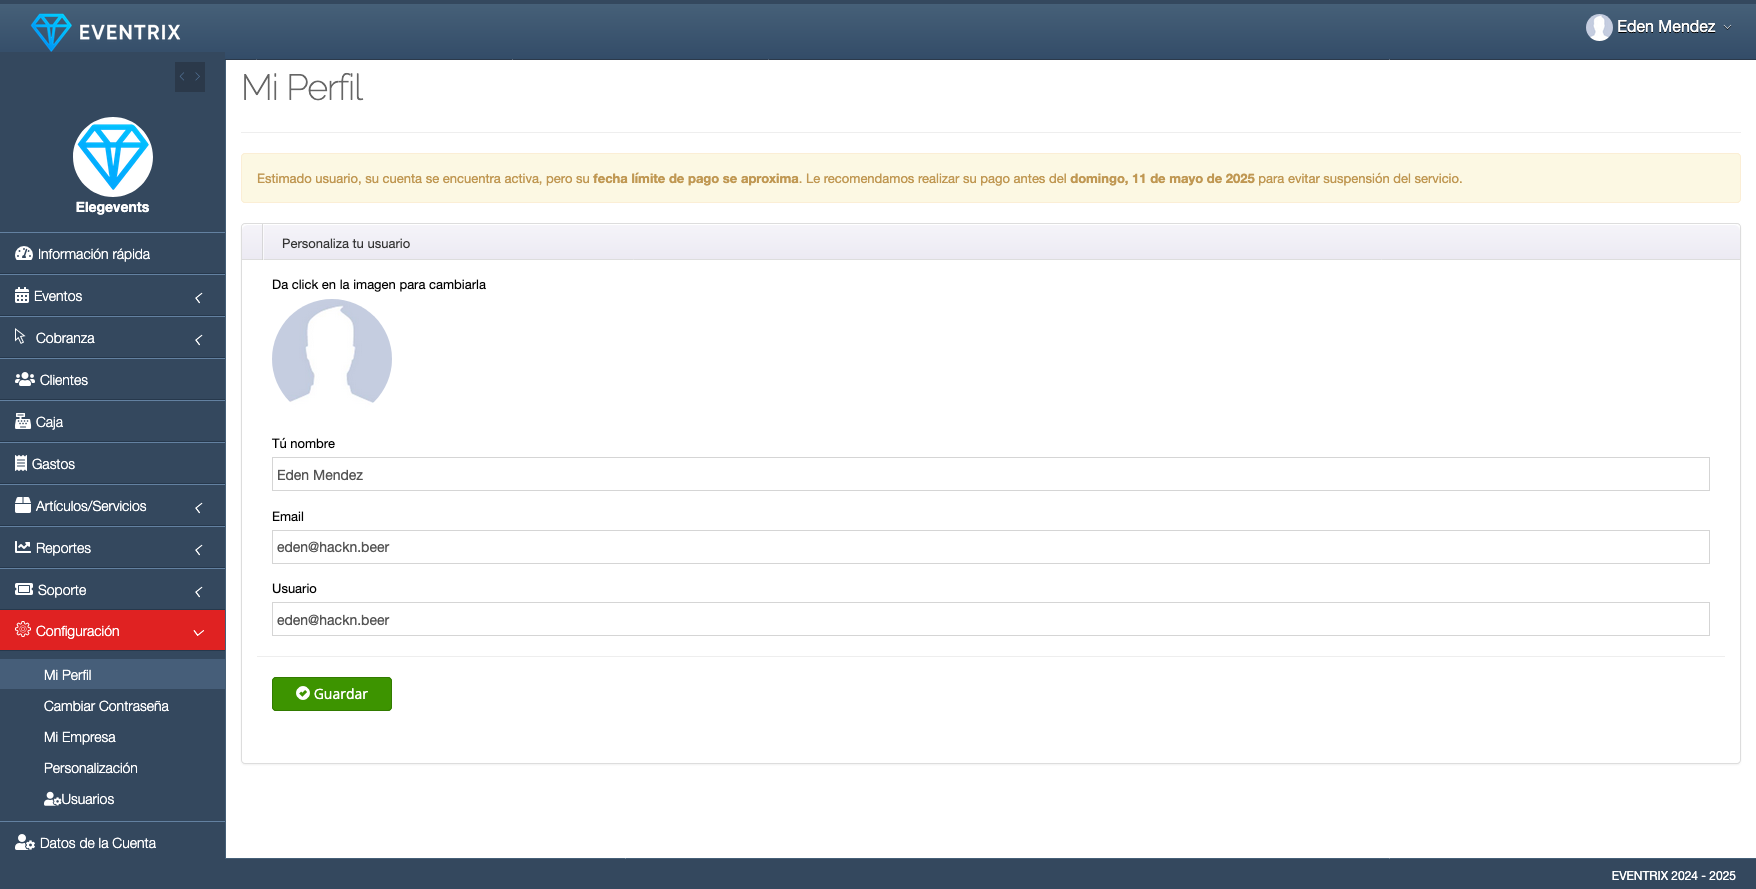 EVENTRIX
Eden Mendez
Elegevents
Información rápida
Eventos
Cobranza
Clientes
Caja
Gastos
Artículos/Servicios
Reportes
Soporte
Configuración
Mi Perfil
Cambiar Contraseña
Mi Empresa
Personalización
Usuarios
Datos de la Cuenta
Mi Perfil
Estimado usuario, su cuenta se encuentra activa, pero su fecha límite de pago se aproxima. Le recomendamos realizar su pago antes del domingo, 11 de mayo de 2025 para evitar suspensión del servicio.
Personaliza tu usuario
Da click en la imagen para cambiarla
Tú nombre
Eden Mendez
Email
eden@hackn.beer
Usuario
eden@hackn.beer
Guardar
EVENTRIX 2024 - 2025